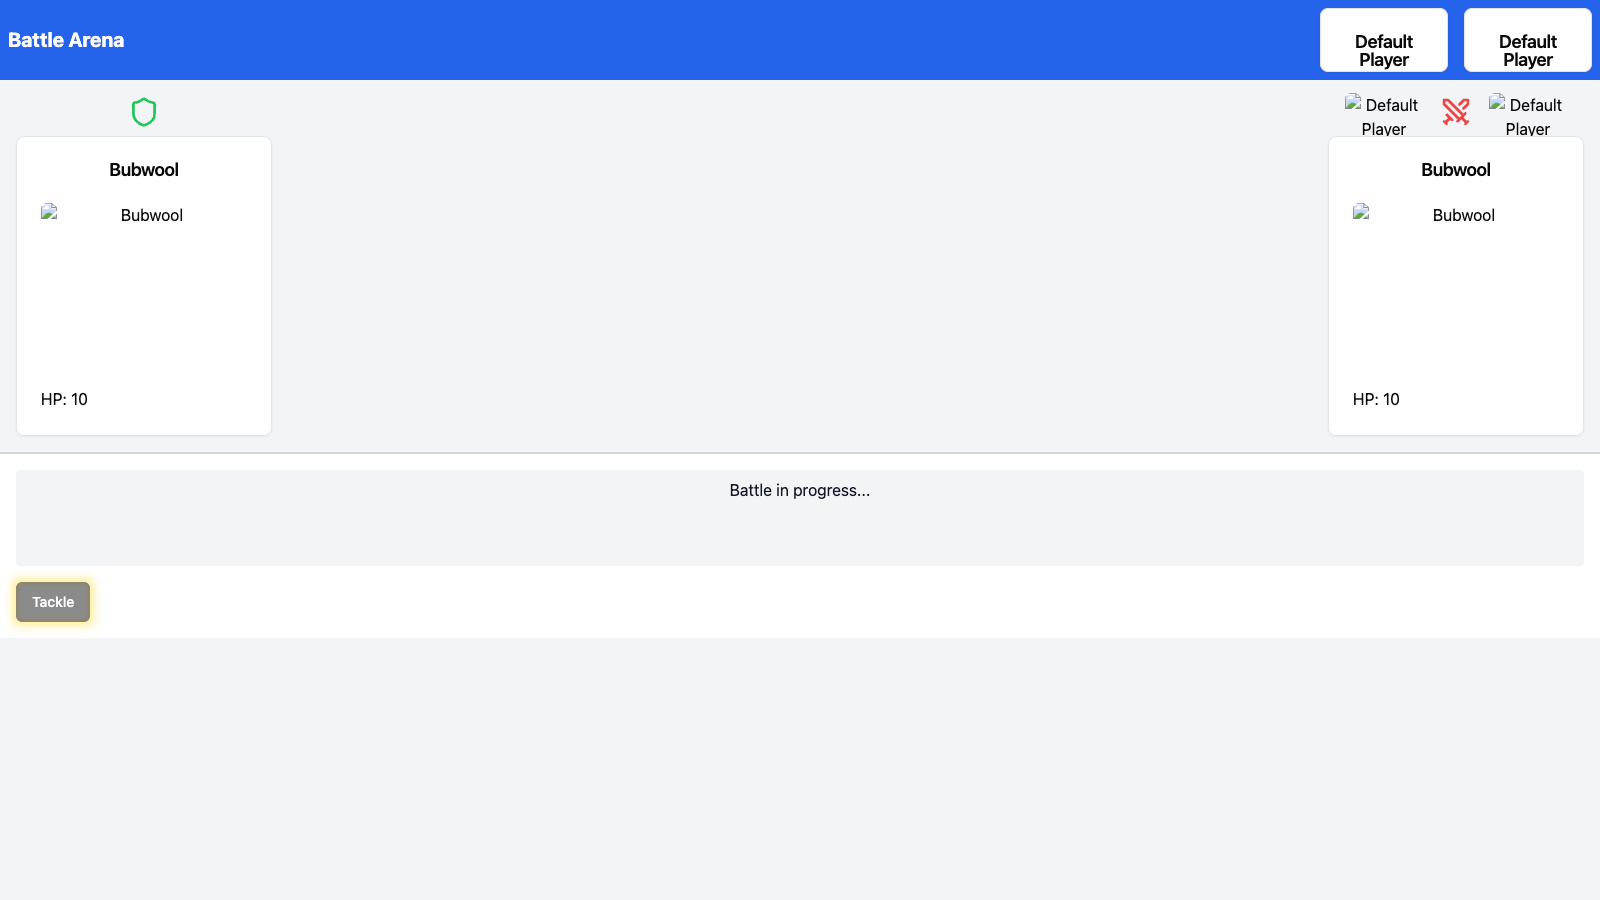 Battle Arena
Default
Player
Default
Player
Default
Player
Default
Player
Bubwool
Bubwool
HP: 10
Bubwool
Bubwool
HP: 10
Battle in progress...
Tackle